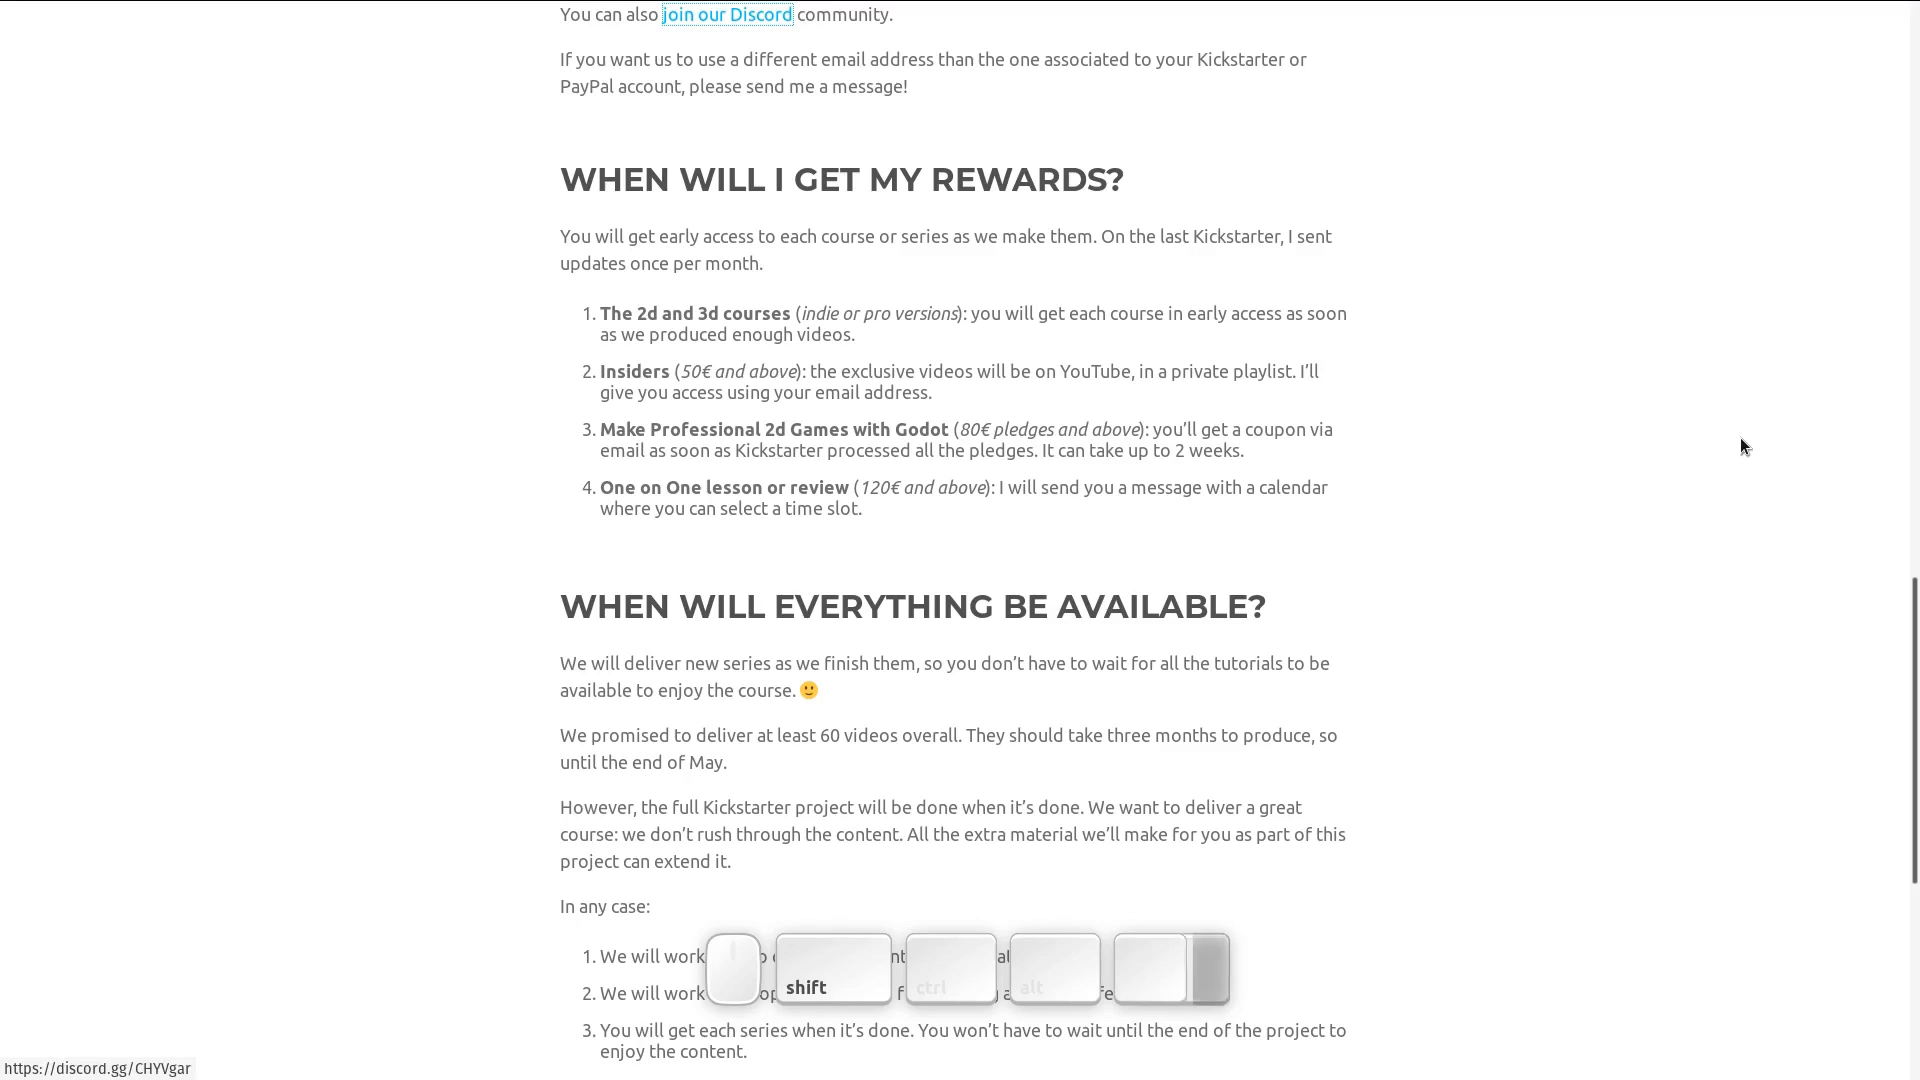 You can also join our Discord community.
If you want us to use a different email address than the one associated to your Kickstarter or
PayPal account, please send me a message!
WHEN WILL I GET MY REWARDS?
You will get early access to each course or series as we make them. On the last Kickstarter, I sent
updates once per month.
1. The 2d and 3d courses (indie or pro versions): you will get each course in early access as soon
as we produced enough videos.
2. Insiders (50€ and above): the exclusive videos will be on YouTube, in a private playlist. I’ll
give you access using your email address.
3. Make Professional 2d Games with Godot (80€ pledges and above): you’ll get a coupon via
email as soon as Kickstarter processed all the pledges. It can take up to 2 weeks.
4. One on One lesson or review (120€ and above): I will send you a message with a calendar
where you can select a time slot.
WHEN WILL EVERYTHING BE AVAILABLE?
We will deliver new series as we finish them, so you don’t have to wait for all the tutorials to be
available to enjoy the course. 🙂
We promised to deliver at least 60 videos overall. They should take three months to produce, so
until the end of May.
However, the full Kickstarter project will be done when it’s done. We want to deliver a great
course: we don’t rush through the content. All the extra material we’ll make for you as part of this
project can extend it.
In any case:
1. We will work
2. We will work
shift ctrl alt
3. You will get each series when it’s done. You won’t have to wait until the end of the project to
enjoy the content.
https://discord.gg/CHYVgar